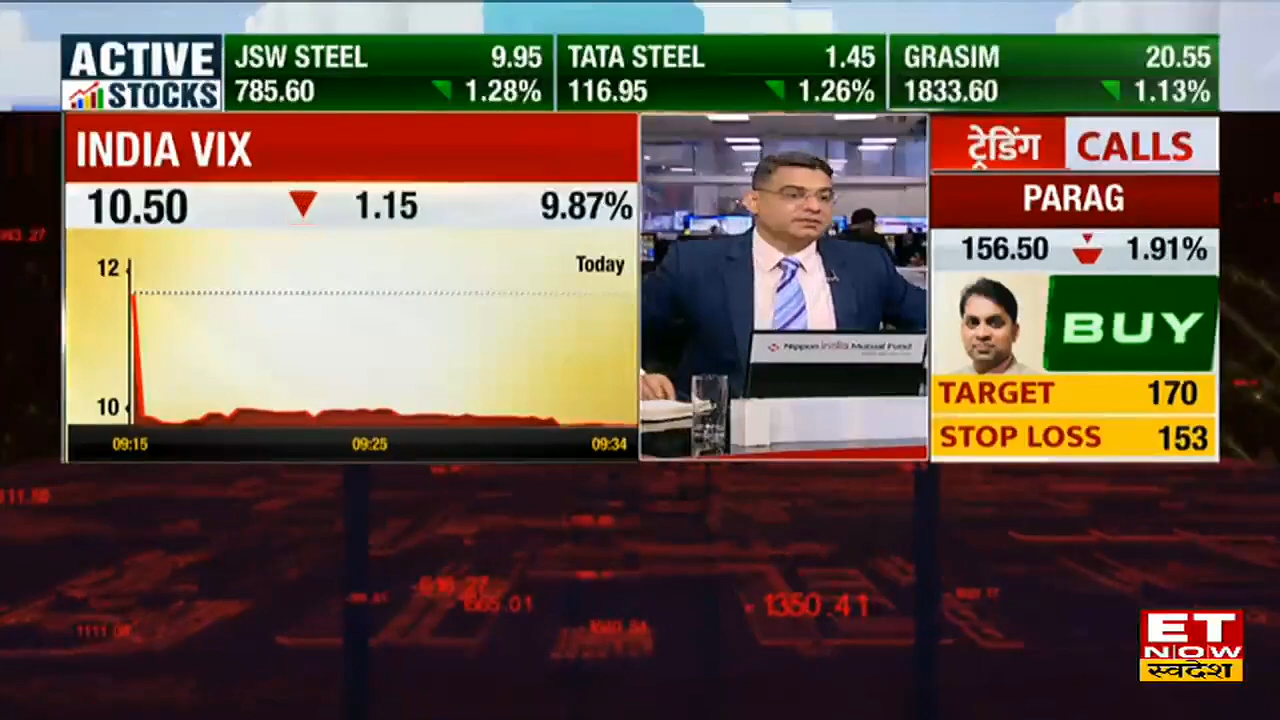 ACTIVE
STOCKS
JSW STEEL 9.95
785.60 1.28%
TATA STEEL 1.45
116.95 1.26%
GRASIM 20.55
1833.60 1.13%
INDIA VIX
10.50 1.15 9.87%
Today
12
10
09:15 09:25 09:34
Nippon India Mutual Fund
ट्रेडिंग CALLS
PARAG
156.50 1.91%
BUY
TARGET 170
STOP LOSS 153
1350.41
ET
NOW
स्वदेश